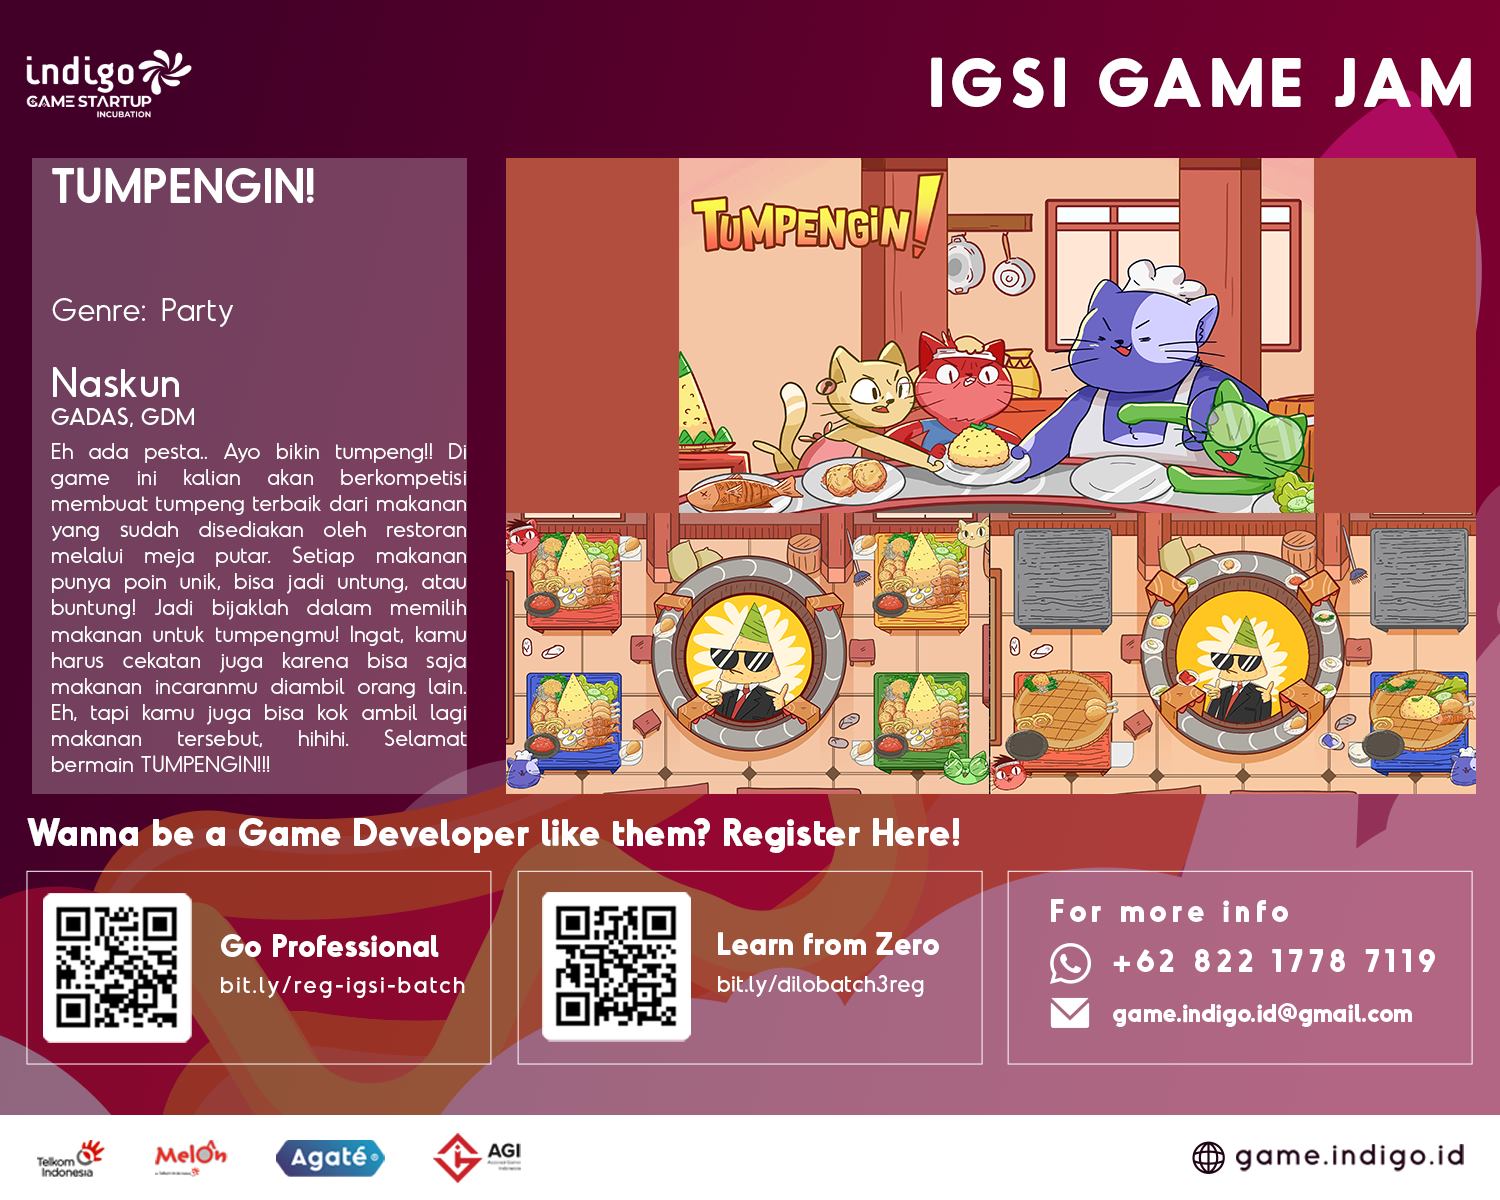 indigo
GAME STARTUP
INCUBATION
IGSI GAME JAM
TUMPENGIN!
Genre: Party
Naskun
GADAS, GDM
Eh ada pesta.. Ayo bikin tumpeng!! Di
game ini kalian akan berkompetisi
membuat tumpeng terbaik dari makanan
yang sudah disediakan oleh restoran
melalui meja putar. Setiap makanan
punya poin unik, bisa jadi untung, atau
buntung! Jadi bijaklah dalam memilih
makanan untuk tumpengmu! Ingat, kamu
harus cekatan juga karena bisa saja
makanan incaranmu diambil orang lain.
Eh, tapi kamu juga bisa kok ambil lagi
makanan tersebut, hihihi. Selamat
bermain TUMPENGIN!!!
TUMPENGIN!
Wanna be a Game Developer like them? Register Here!
Go Professional
bit.ly/reg-igsi-batch
Learn from Zero
bit.ly/dilobatch3reg
For more info
+62 822 1778 7119
game.indigo.id@gmail.com
Telkom
Indonesia
Melon
Agate
AGI
game.indigo.id